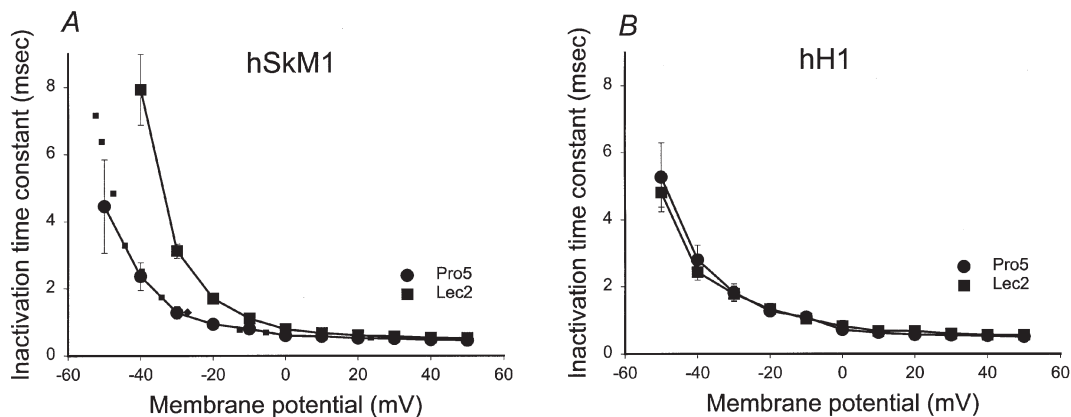 A
hSkM1
Inactivation time constant (msec)
8
6
4
2
0
Pro5
Lec2
-60 -40 -20 0 20 40 60
Membrane potential (mV)
B
hH1
Inactivation time constant (msec)
8
6
4
2
0
Pro5
Lec2
-60 -40 -20 0 20 40 60
Membrane potential (mV)